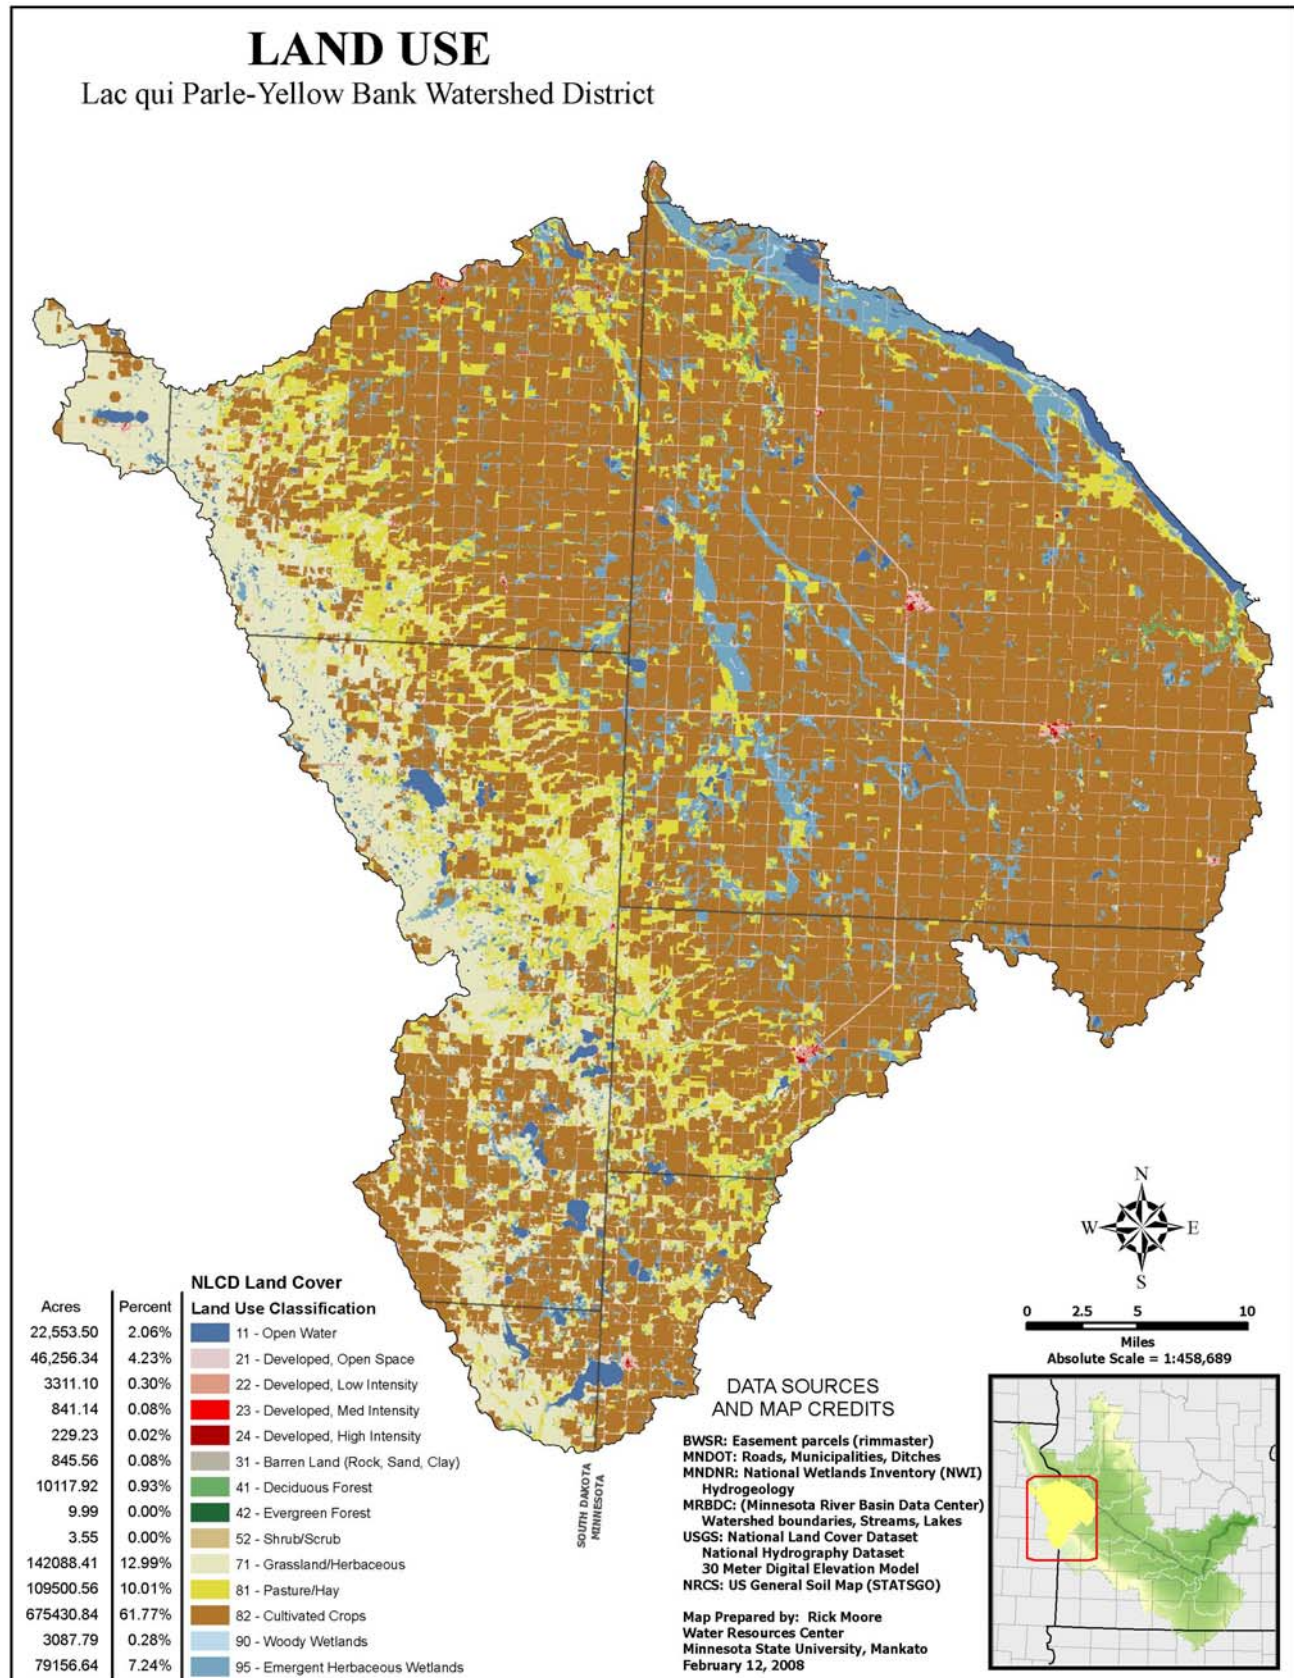 LAND USE
Lac qui Parle-Yellow Bank Watershed District
NLCD Land Cover
Acres Percent Land Use Classification
22,553.50 2.06% 11 - Open Water
46,256.34 4.23% 21 - Developed, Open Space
3311.10 0.30% 22 - Developed, Low Intensity
841.14 0.08% 23 - Developed, Med Intensity
229.23 0.02% 24 - Developed, High Intensity
845.56 0.08% 31 - Barren Land (Rock, Sand, Clay)
10117.92 0.93% 41 - Deciduous Forest
9.99 0.00% 42 - Evergreen Forest
3.55 0.00% 52 - Shrub/Scrub
142088.41 12.99% 71 - Grassland/Herbaceous
109500.56 10.01% 81 - Pasture/Hay
675430.84 61.77% 82 - Cultivated Crops
3087.79 0.28% 90 - Woody Wetlands
79156.64 7.24% 95 - Emergent Herbaceous Wetlands
SOUTH DAKOTA
MINNESOTA
N
W E
S
0 2.5 5 10
Miles
Absolute Scale = 1:458,689
DATA SOURCES
AND MAP CREDITS
BWSR: Easement parcels (rimmaster)
MNDOT: Roads, Municipalities, Ditches
MNDNR: National Wetlands Inventory (NWI)
Hydrogeology
MRBDC: (Minnesota River Basin Data Center)
Watershed boundaries, Streams, Lakes
USGS: National Land Cover Dataset
National Hydrography Dataset
30 Meter Digital Elevation Model
NRCS: US General Soil Map (STATSGO)
Map Prepared by: Rick Moore
Water Resources Center
Minnesota State University, Mankato
February 12, 2008